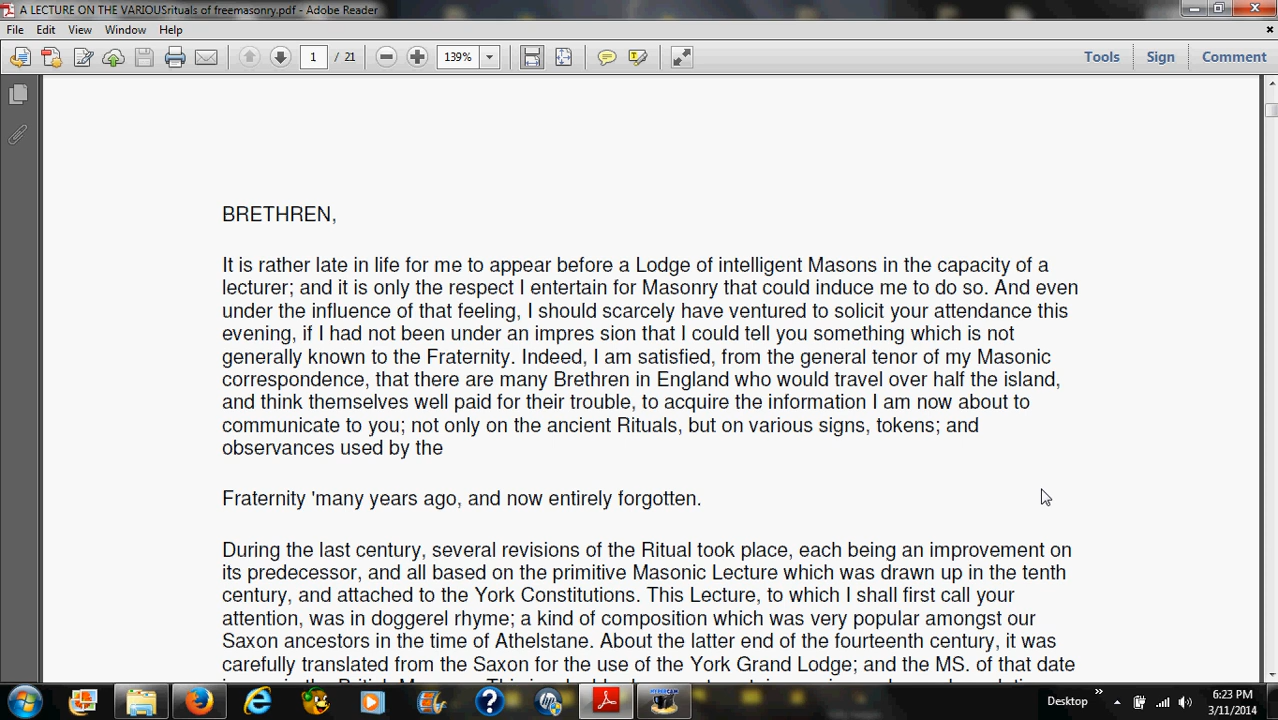 A LECTURE ON THE VARIOUSrituals of freemasonry.pdf - Adobe Reader
File Edit View Window Help
1 / 21 139% Tools Sign Comment
BRETHREN,
It is rather late in life for me to appear before a Lodge of intelligent Masons in the capacity of a
lecturer; and it is only the respect I entertain for Masonry that could induce me to do so. And even
under the influence of that feeling, I should scarcely have ventured to solicit your attendance this
evening, if I had not been under an impres sion that I could tell you something which is not
generally known to the Fraternity. Indeed, I am satisfied, from the general tenor of my Masonic
correspondence, that there are many Brethren in England who would travel over half the island,
and think themselves well paid for their trouble, to acquire the information I am now about to
communicate to you; not only on the ancient Rituals, but on various signs, tokens; and
observances used by the
Fraternity 'many years ago, and now entirely forgotten.
During the last century, several revisions of the Ritual took place, each being an improvement on
its predecessor, and all based on the primitive Masonic Lecture which was drawn up in the tenth
century, and attached to the York Constitutions. This Lecture, to which I shall first call your
attention, was in doggerel rhyme; a kind of composition which was very popular amongst our
Saxon ancestors in the time of Athelstane. About the latter end of the fourteenth century, it was
carefully translated from the Saxon for the use of the York Grand Lodge; and the MS. of that date
Desktop 6:23 PM
3/11/2014